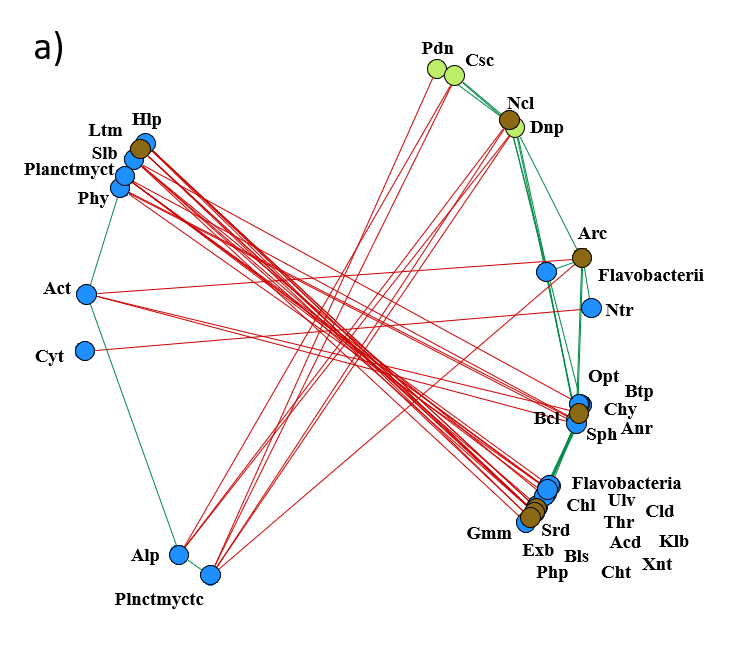 a)
Pdn
Csc
Ncl
Dnp
Hlp
Ltm
Slb
Planctmyct
Phy
Arc
Flavobacterii
Act
Ntr
Cyt
Opt
Btp
Chy
Bcl
Sph
Anr
Flavobacteria
Chl
Ulv
Cld
Thr
Gmm
Srd
Acd
Klb
Exb
Bls
Xnt
Php
Cht
Alp
Plnctmyctc